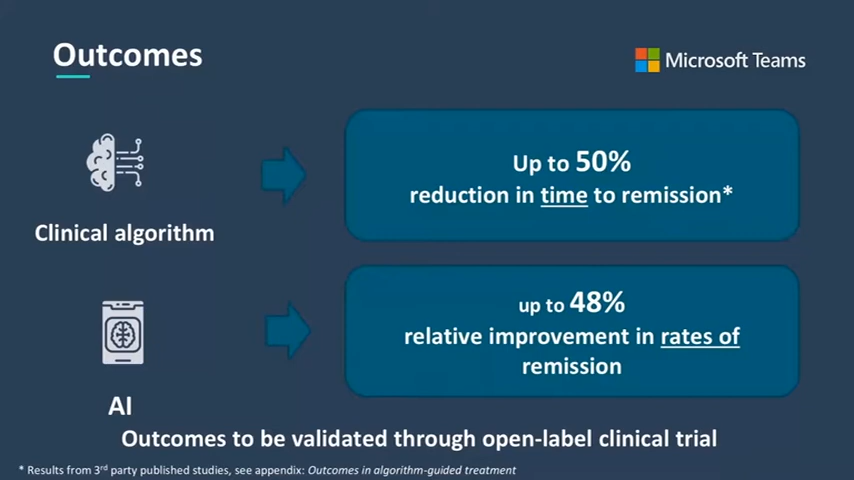 Outcomes
Microsoft Teams
Clinical algorithm
Up to 50%
reduction in time to remission*
AI
up to 48%
relative improvement in rates of
remission
Outcomes to be validated through open-label clinical trial
* Results from 3rd party published studies, see appendix: Outcomes in algorithm-guided treatment